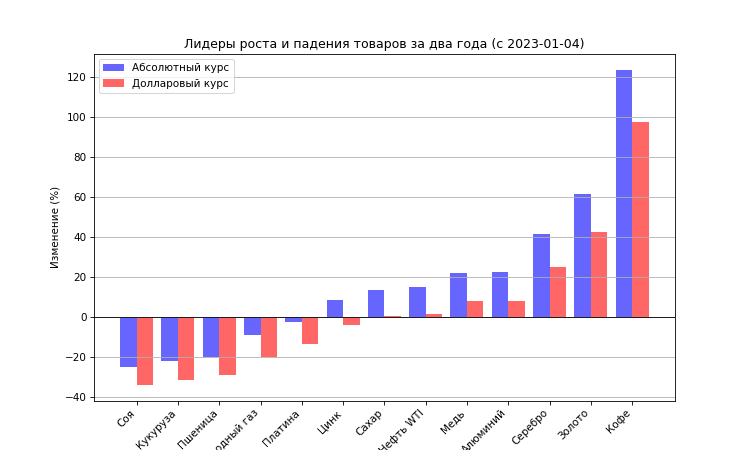 Лидеры роста и падения товаров за два года (с 2023-01-04)
Абсолютный курс
Долларовый курс
Изменение (%)
120
100
80
60
40
20
0
−20
−40
Соя
Кукуруза
Пшеница
газ
Платина
Цинк
Сахар
Нефть WTI
Медь
Алюминий
Серебро
Золото
Кофе